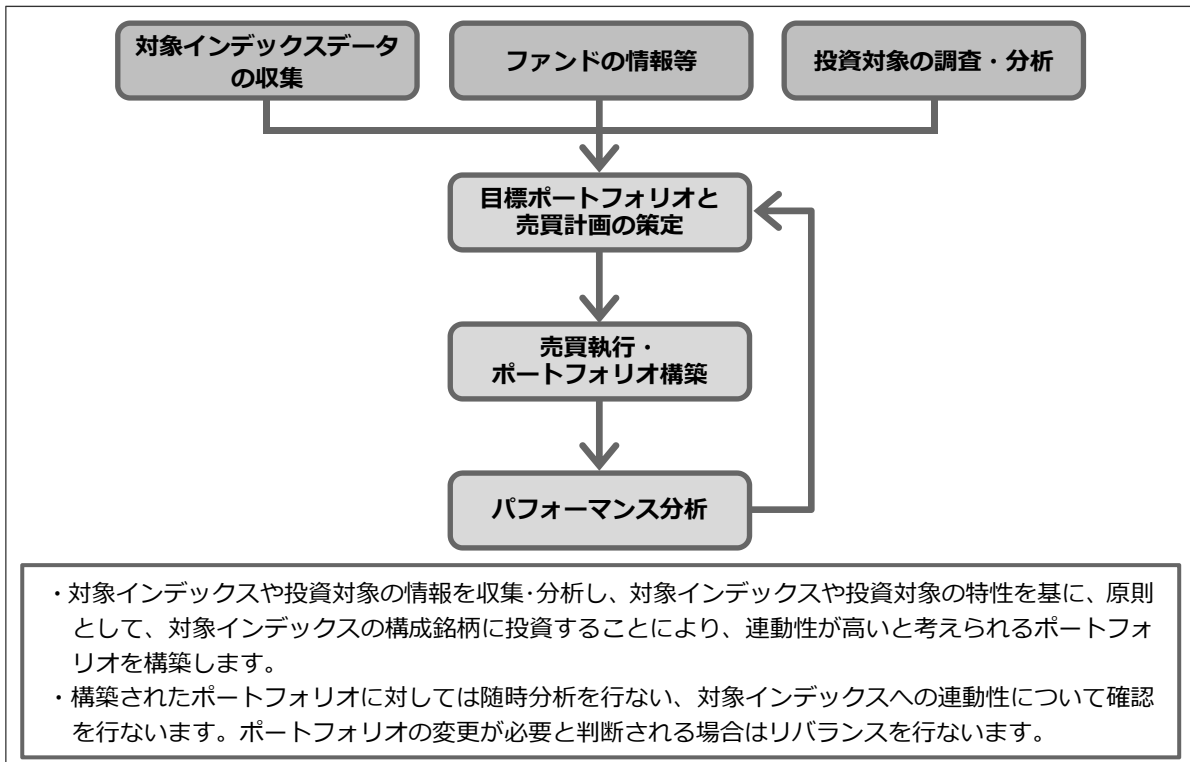 対象インデックスデータ
の収集
ファンドの情報等
投資対象の調査・分析
目標ポートフォリオと
売買計画の策定
売買執行・
ポートフォリオ構築
パフォーマンス分析
・対象インデックスや投資対象の情報を収集･分析し、対象インデックスや投資対象の特性を基に、原則
として、対象インデックスの構成銘柄に投資することにより、連動性が高いと考えられるポートフォ
リオを構築します。
・構築されたポートフォリオに対しては随時分析を行ない、対象インデックスへの連動性について確認
を行ないます。ポートフォリオの変更が必要と判断される場合はリバランスを行ないます。